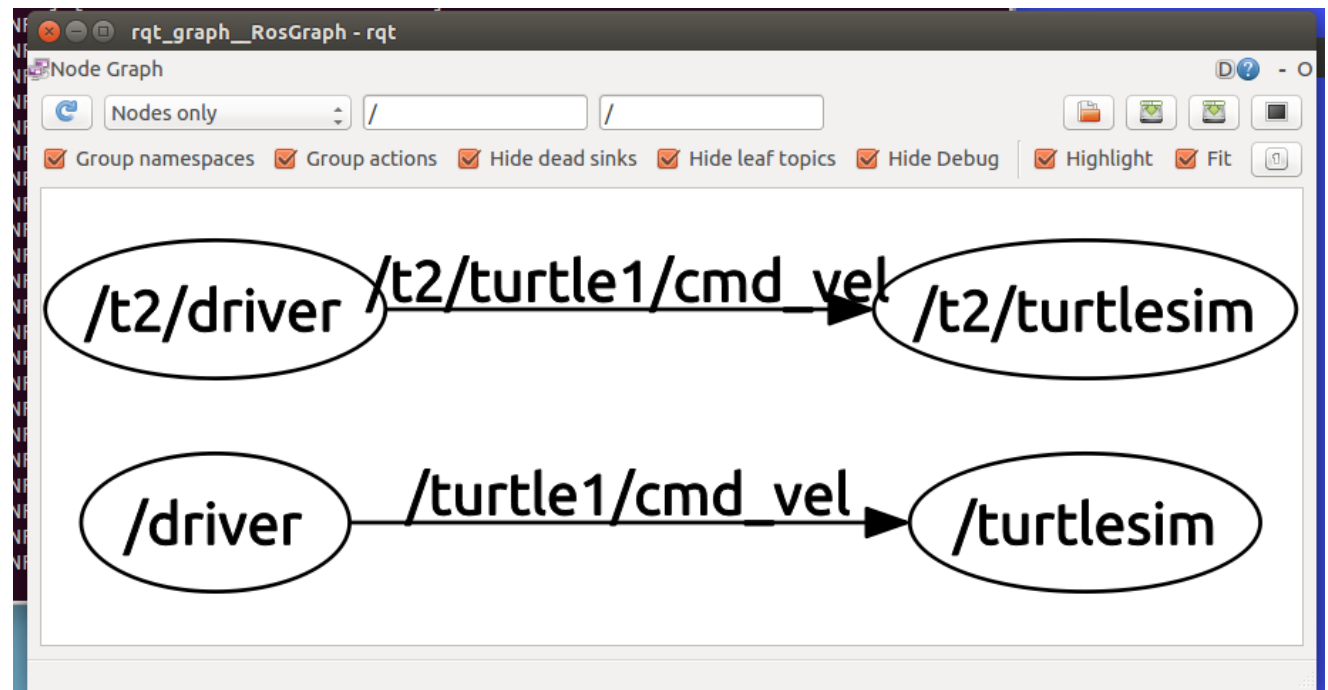 rqt_graph__RosGraph - rqt
Node Graph
D ? - O
Nodes only / /
Group namespaces Group actions Hide dead sinks Hide leaf topics Hide Debug Highlight Fit
/t2/turtle1/cmd_vel
/t2/driver /t2/turtlesim
/turtle1/cmd_vel
/driver /turtlesim